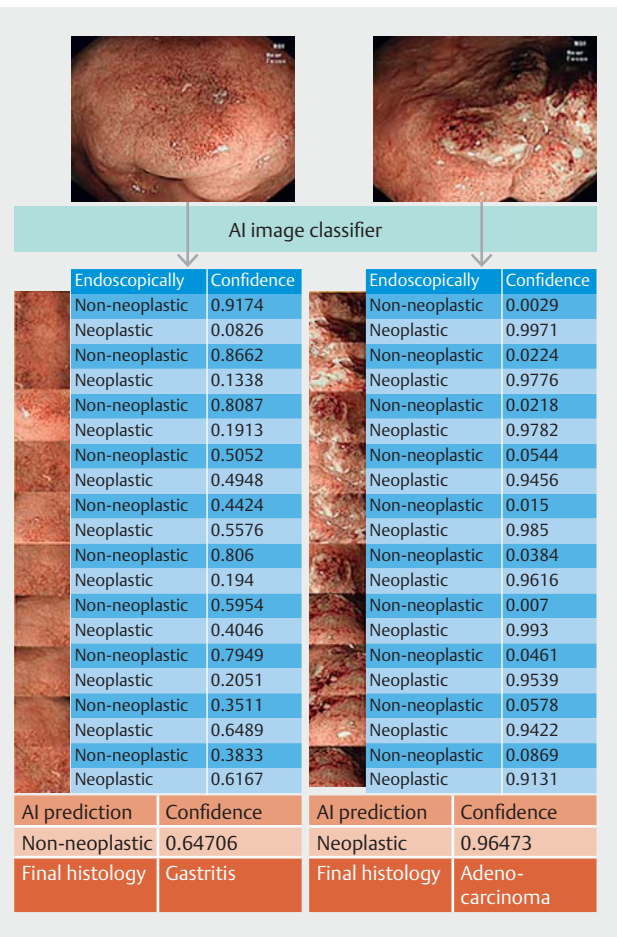 NBI
Near
Focus
NBI
Near
Focus
AI image classifier
Endoscopically Confidence
Non-neoplastic 0.9174
Neoplastic 0.0826
Non-neoplastic 0.8662
Neoplastic 0.1338
Non-neoplastic 0.8087
Neoplastic 0.1913
Non-neoplastic 0.5052
Neoplastic 0.4948
Non-neoplastic 0.4424
Neoplastic 0.5576
Non-neoplastic 0.806
Neoplastic 0.194
Non-neoplastic 0.5954
Neoplastic 0.4046
Non-neoplastic 0.7949
Neoplastic 0.2051
Non-neoplastic 0.3511
Neoplastic 0.6489
Non-neoplastic 0.3833
Neoplastic 0.6167
AI prediction Confidence
Non-neoplastic 0.64706
Final histology Gastritis
Endoscopically Confidence
Non-neoplastic 0.0029
Neoplastic 0.9971
Non-neoplastic 0.0224
Neoplastic 0.9776
Non-neoplastic 0.0218
Neoplastic 0.9782
Non-neoplastic 0.0544
Neoplastic 0.9456
Non-neoplastic 0.015
Neoplastic 0.985
Non-neoplastic 0.0384
Neoplastic 0.9616
Non-neoplastic 0.007
Neoplastic 0.993
Non-neoplastic 0.0461
Neoplastic 0.9539
Non-neoplastic 0.0578
Neoplastic 0.9422
Non-neoplastic 0.0869
Neoplastic 0.9131
AI prediction Confidence
Neoplastic 0.96473
Final histology Adeno-
carcinoma